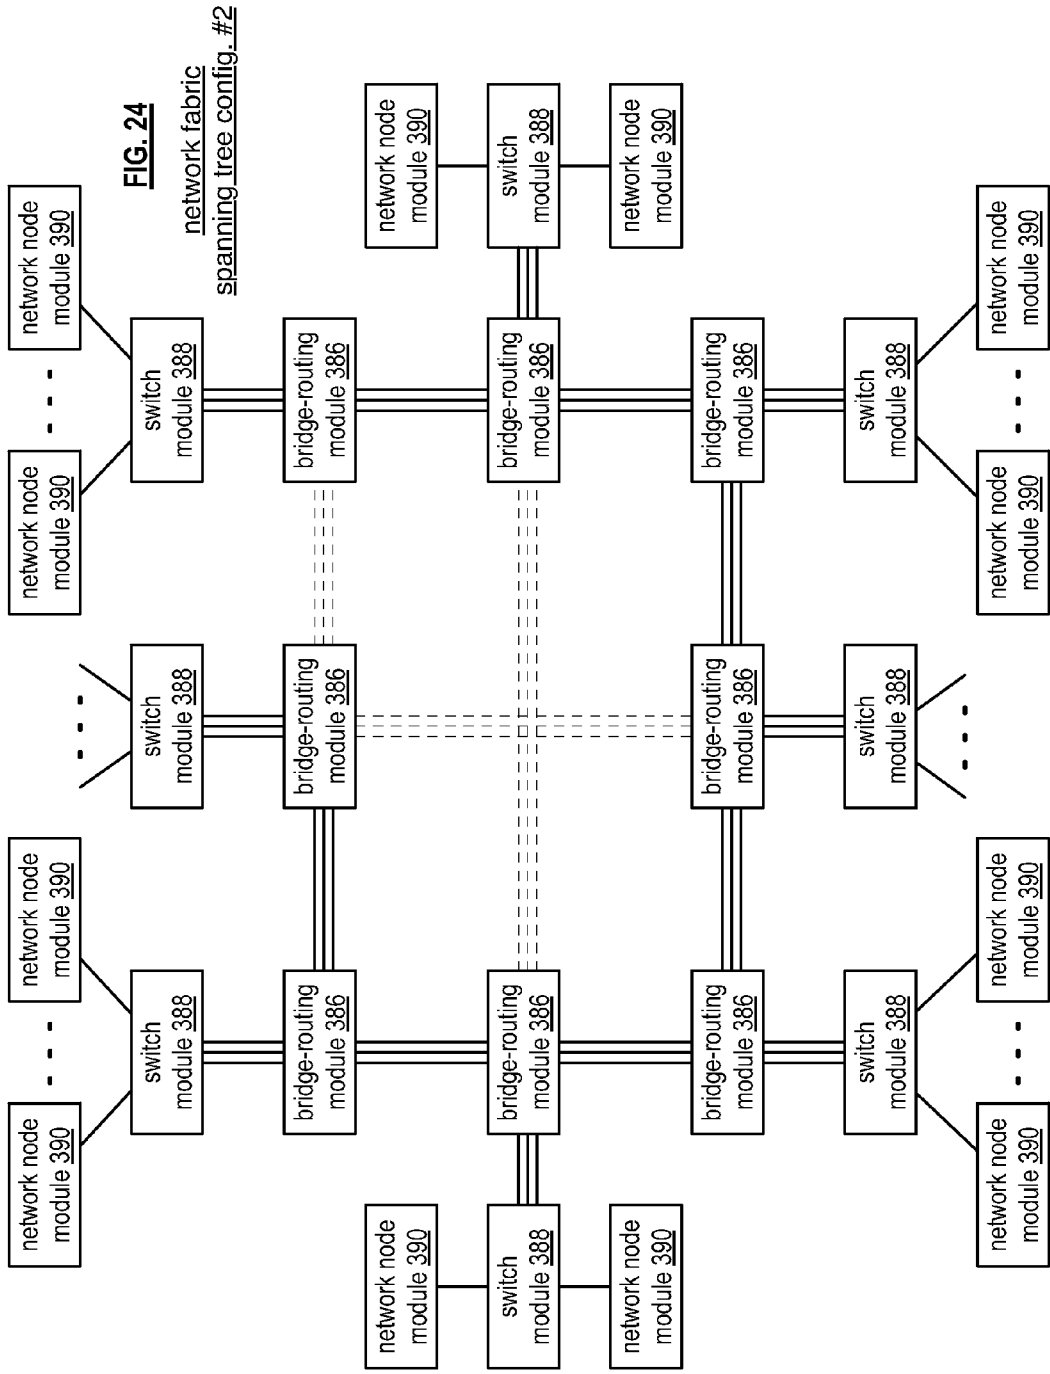 network node
module 390
network node
module 390
network node
module 390
network node
module 390
FIG. 24
switch
module 388
switch
module 388
switch
module 388
network fabric
spanning tree config. #2
bridge-routing
module 386
bridge-routing
module 386
bridge-routing
module 386
network node
module 390
network node
module 390
switch
module 388
bridge-routing
module 386
bridge-routing
module 386
switch
module 388
network node
module 390
network node
module 390
bridge-routing
module 386
bridge-routing
module 386
bridge-routing
module 386
switch
module 388
switch
module 388
switch
module 388
network node
module 390
network node
module 390
network node
module 390
network node
module 390